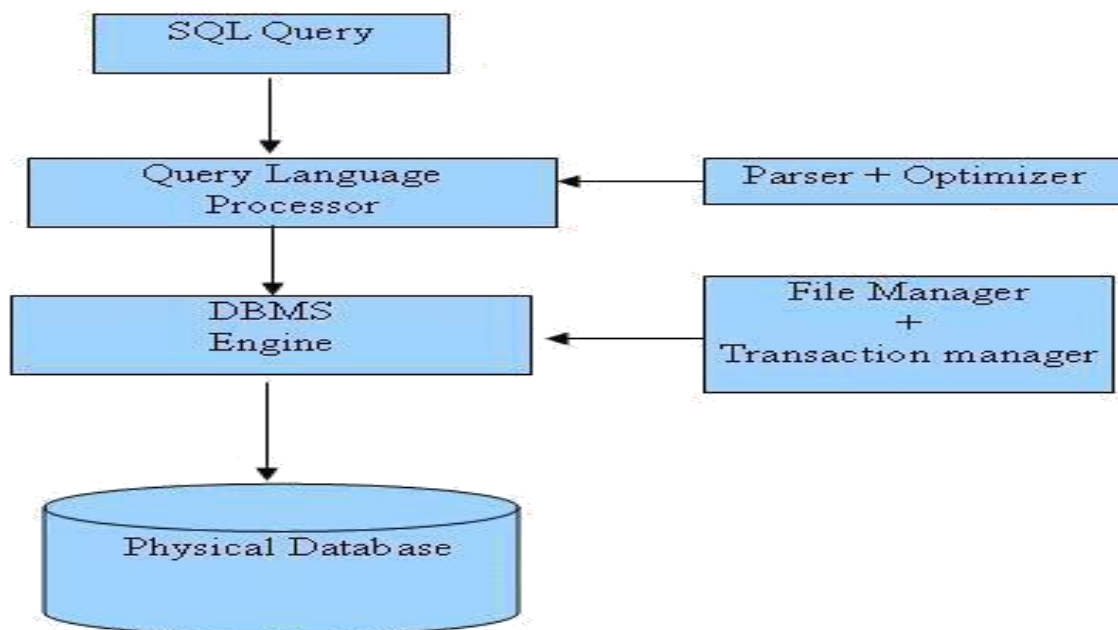 SQL Query
Query Language
Processor
Parser + Optimizer
DBMS
Engine
File Manager
+
Transaction manager
Physical Database